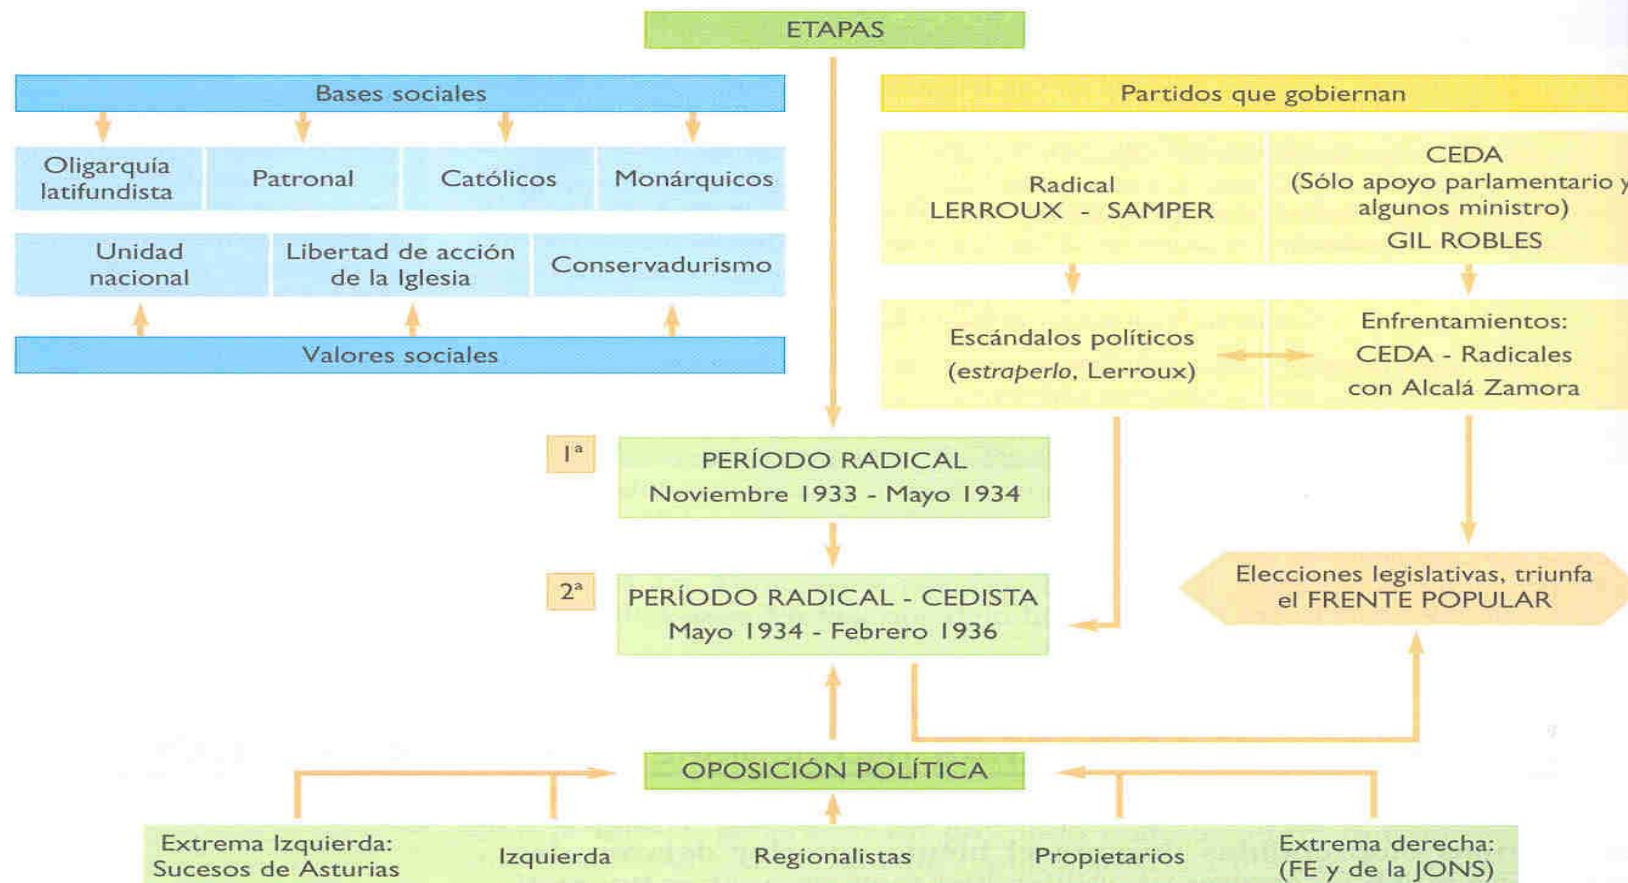 ETAPAS
Bases sociales
Oligarquía
latifundista
Patronal
Católicos
Monárquicos
Unidad
nacional
Libertad de acción
de la Iglesia
Conservadurismo
Valores sociales
Partidos que gobiernan
Radical
LERROUX - SAMPER
CEDA
(Sólo apoyo parlamentario y
algunos ministro)
GIL ROBLES
Escándalos políticos
(estraperlo, Lerroux)
Enfrentamientos:
CEDA - Radicales
con Alcalá Zamora
1ª
PERÍODO RADICAL
Noviembre 1933 - Mayo 1934
2ª
PERÍODO RADICAL - CEDISTA
Mayo 1934 - Febrero 1936
Elecciones legislativas, triunfa
el FRENTE POPULAR
OPOSICIÓN POLÍTICA
Extrema Izquierda:
Sucesos de Asturias
Izquierda
Regionalistas
Propietarios
Extrema derecha:
(FE y de la JONS)